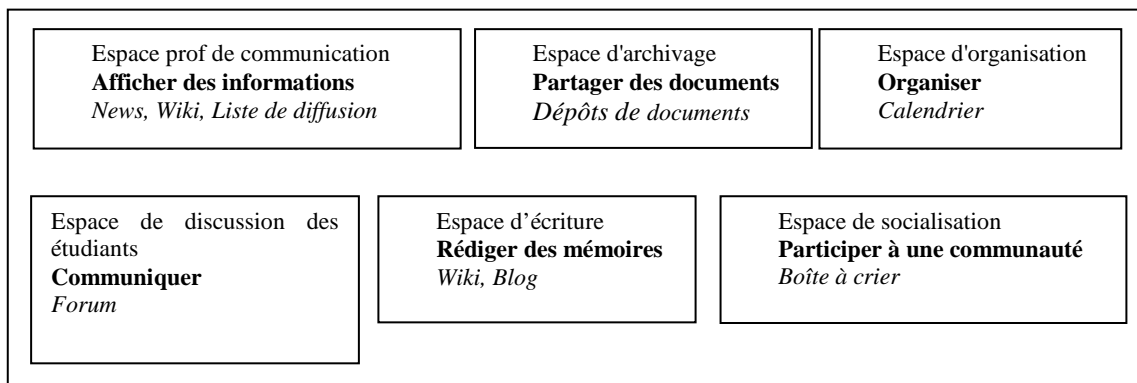 Espace prof de communication
Afficher des informations
News, Wiki, Liste de diffusion
Espace d'archivage
Partager des documents
Dépôts de documents
Espace d'organisation
Organiser
Calendrier
Espace de discussion des
étudiants
Communiquer
Forum
Espace d’écriture
Rédiger des mémoires
Wiki, Blog
Espace de socialisation
Participer à une communauté
Boîte à crier